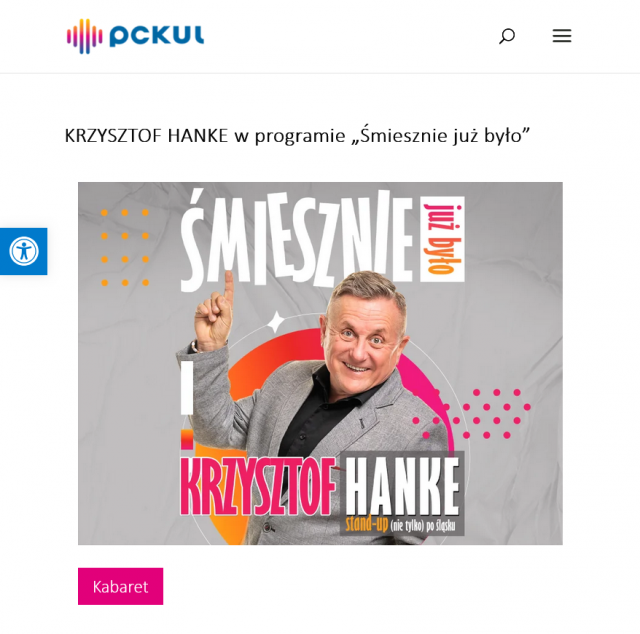 PCKUL
KRZYSZTOF HANKE w programie „Śmiesznie już było”
ŚMIESZNIE
już było
KRZYSZTOF HANKE
stand-up (nie tylko) po śląsku
Kabaret